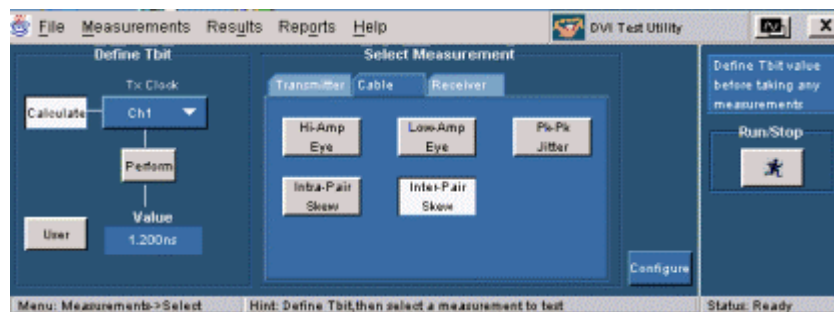 File Measurements Results Reports Help DVI Test Utility X
Define Tbit
Tx Clock
Calculate
Ch1
Perform
Value
User
1.200ns
Select Measurement
Transmitter Cable Receiver
Hi-Amp
Eye
Low-Amp
Eye
Pk-Pk
Jitter
Intra-Pair
Skew
Inter-Pair
Skew
Configure
Define Tbit value
before taking any
measurements
Run/Stop
Menu: Measurements->Select
Hint: Define Tbit,then select a measurement to test
Status: Ready